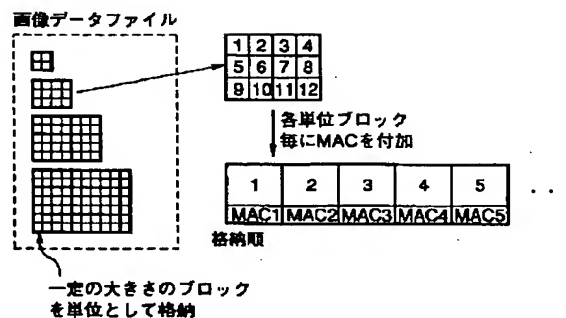 画像データファイル
1 2 3 4
5 6 7 8
9 10 11 12
各単位ブロック
毎にMACを付加
1 2 3 4 5 ・・
MAC1 MAC2 MAC3 MAC4 MAC5
格納順
一定の大きさのブロック
を単位として格納